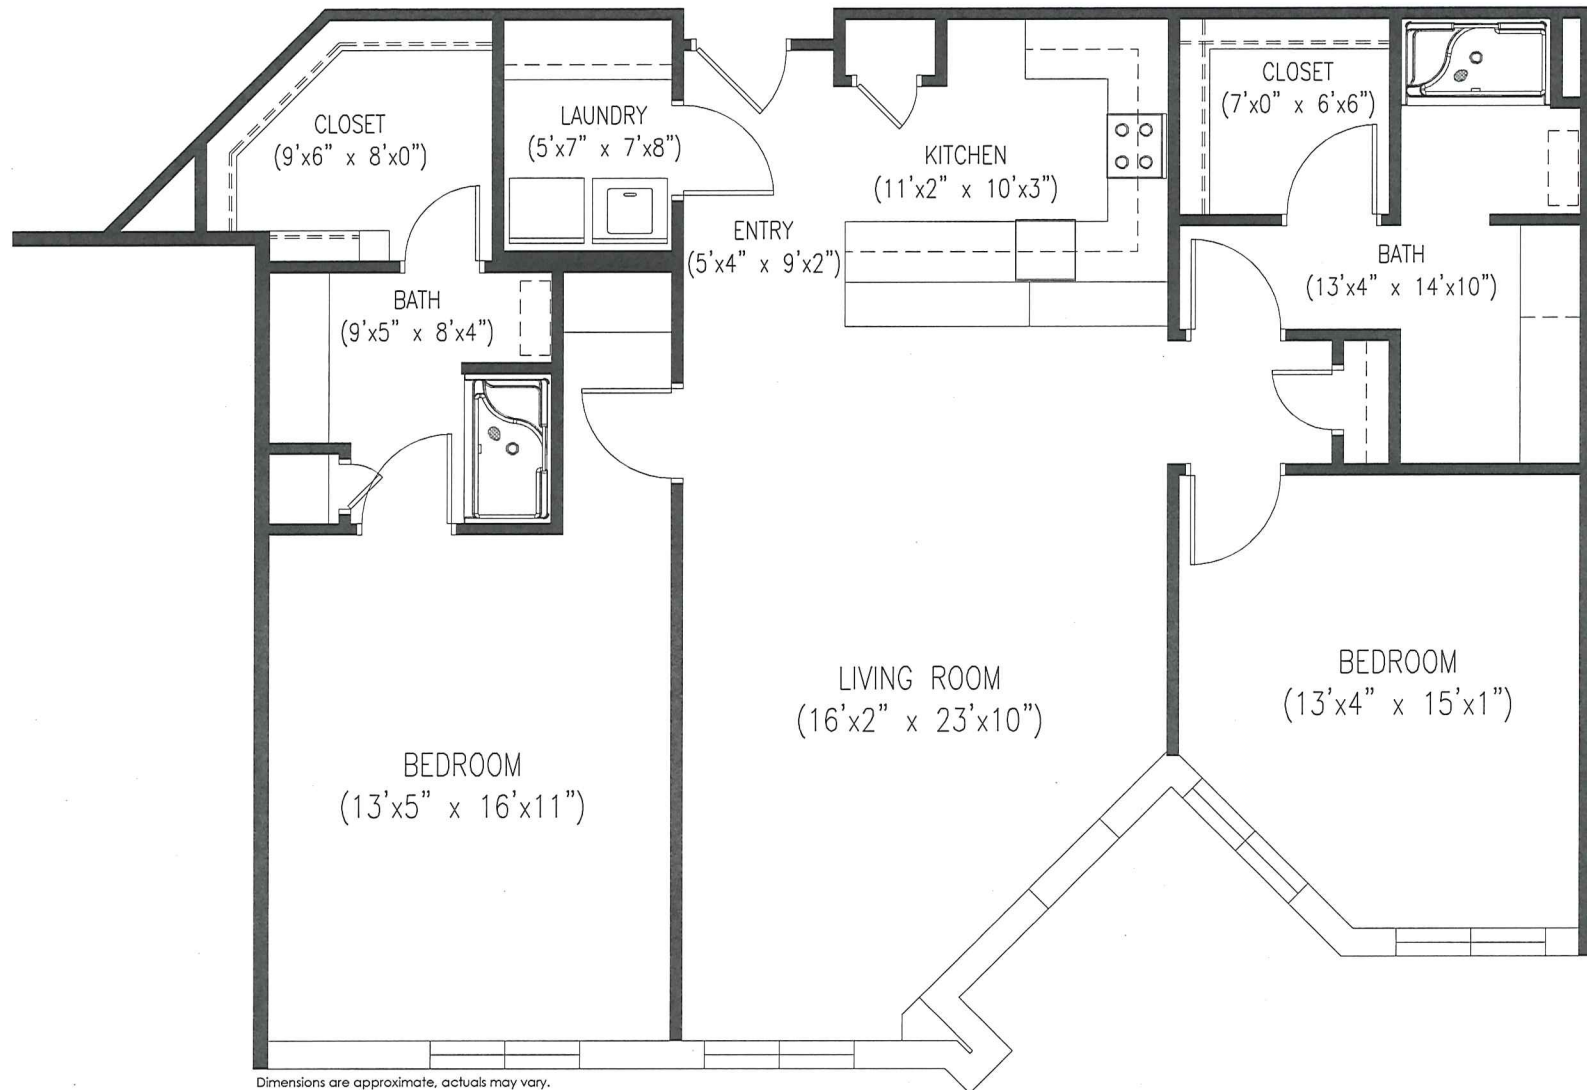 CLOSET
(9'x6" x 8'x0")
LAUNDRY
(5'x7" x 7'x8")
KITCHEN
(11'x2" x 10'x3")
CLOSET
(7'x0" x 6'x6")
ENTRY
(5'x4" x 9'x2")
BATH
(13'x4" x 14'x10")
BATH
(9'x5" x 8'x4")
LIVING ROOM
(16'x2" x 23'x10")
BEDROOM
(13'x4" x 15'x1")
BEDROOM
(13'x5" x 16'x11")
Dimensions are approximate, actuals may vary.